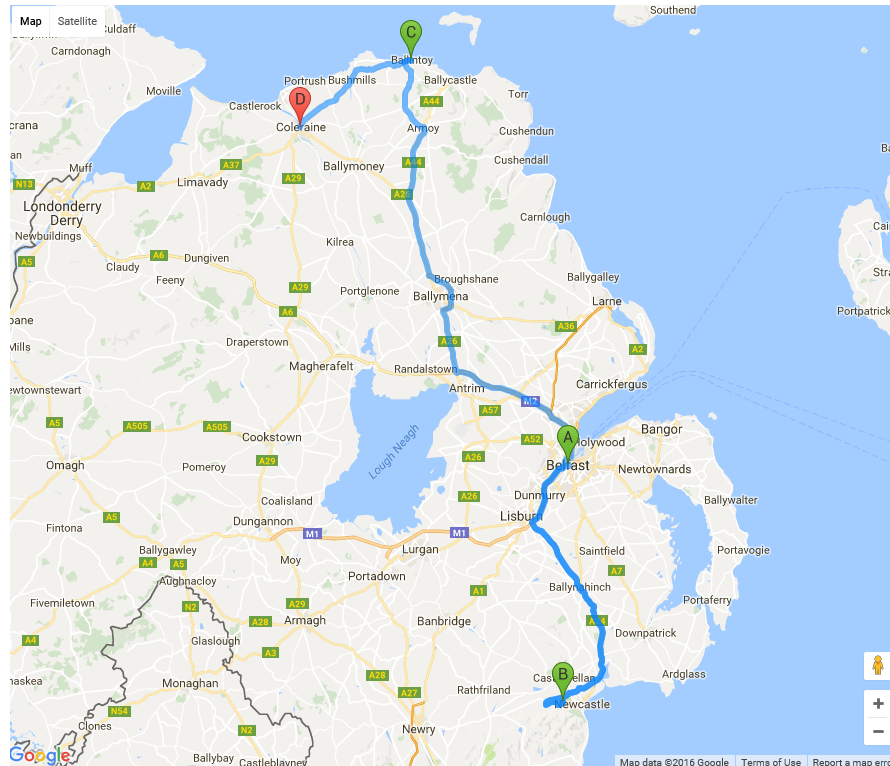 Map
Satellite
Southend
Culdaff
Carndonagh
C
Ballintoy
Portrush
Bushmills
Ballycastle
Moville
D
Castlerock
A44
Torr
Coleraine
Armoy
Cushendun
Muff
A37
Ballymoney
A44
Cushendall
N13
A2
Limavady
A29
A26
Londonderry
Derry
Carnlough
Newbuildings
Kilrea
A5
Claudy
A6
Dungiven
Feeny
Broughshane
Ballygalley
A29
Portglenone
Ballymena
Larne
A6
A36
Draperstown
A26
A2
Magherafelt
Randalstown
Carrickfergus
Antrim
M2
A57
A5
A505
A505
Bangor
Cookstown
A52
A
Holywood
Lough Neagh
Omagh
Pomeroy
A29
A26
Belfast
Newtownards
Coalisland
A26
Dunmurry
Ballywalter
A5
Dungannon
Lisburn
Fintona
M1
M1
Ballygawley
Lurgan
Saintfield
Portavogie
A4
A5
Moy
A7
Aughnacloy
Portadown
Ballynahinch
Fivemiletown
N2
A29
A1
Portaferry
A28
Armagh
Banbridge
A24
Downpatrick
A4
Glaslough
A3
B
Castlewellan
Ardglass
Monaghan
A28
Rathfriland
A27
Newcastle
N54
Clones
N2
Newry
Google
Ballybay
Castleblayney
Map data ©2016 Google
Terms of Use
Report a map erro